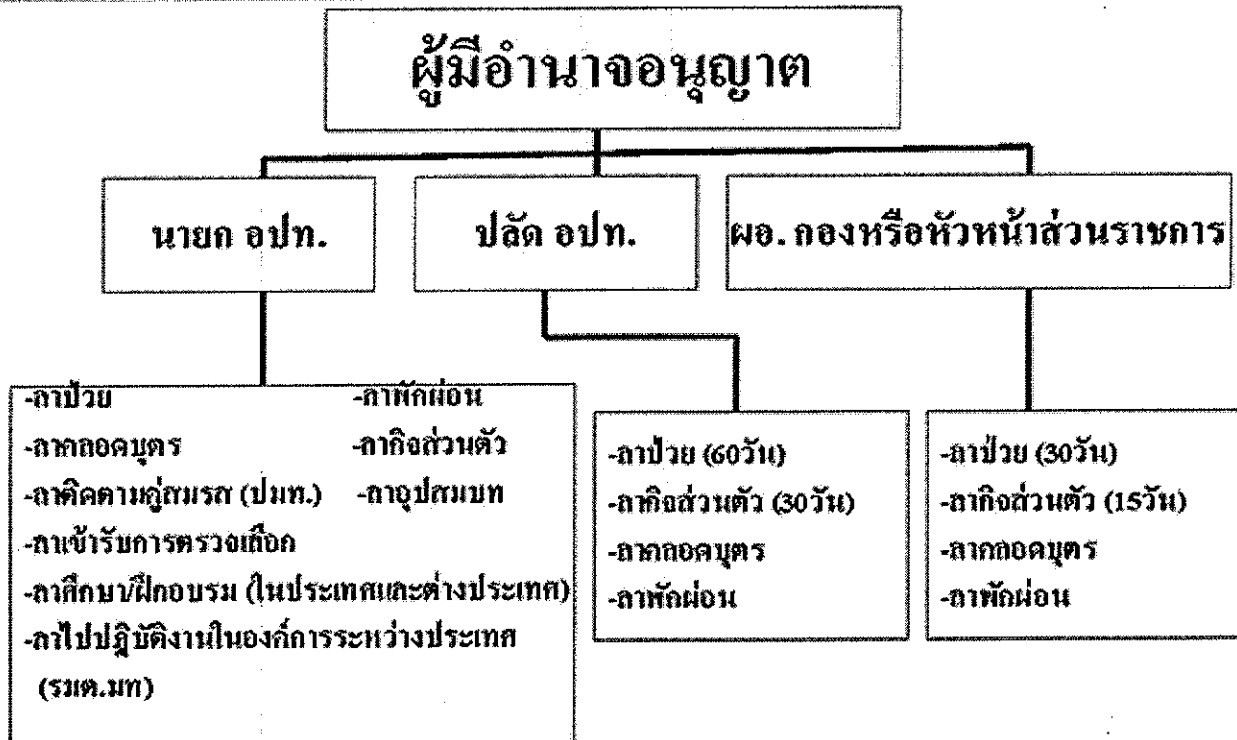 ผู้มีอำนาจอนุญาต
นายก อปท.
ปลัด อปท.
ผอ. กองหรือหัวหน้าส่วนราชการ
-ลาป่วย -ลาพักผ่อน
-ลาคลอดบุตร -ลากิจส่วนตัว
-ลาติดตามคู่สมรส (ปมท.) -ลาอุปสมบท
-ลาเข้ารับการตรวจเลือก
-ลาศึกษา/ฝึกอบรม (ในประเทศและต่างประเทศ)
-ลาไปปฏิบัติงานในองค์การระหว่างประเทศ
(รมต.มท)
-ลาป่วย (60วัน)
-ลากิจส่วนตัว (30วัน)
-ลาคลอดบุตร
-ลาพักผ่อน
-ลาป่วย (30วัน)
-ลากิจส่วนตัว (15วัน)
-ลาคลอดบุตร
-ลาพักผ่อน